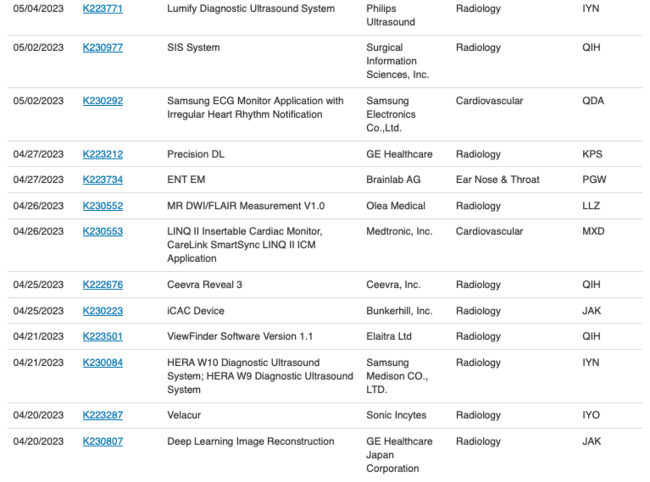 05/04/2023 K223771 Lumify Diagnostic Ultrasound System Philips Ultrasound Radiology IYN
05/02/2023 K230977 SIS System Surgical Information Sciences, Inc. Radiology QIH
05/02/2023 K230292 Samsung ECG Monitor Application with Irregular Heart Rhythm Notification Samsung Electronics Co.,Ltd. Cardiovascular QDA
04/27/2023 K223212 Precision DL GE Healthcare Radiology KPS
04/27/2023 K223734 ENT EM Brainlab AG Ear Nose & Throat PGW
04/26/2023 K230552 MR DWI/FLAIR Measurement V1.0 Olea Medical Radiology LLZ
04/26/2023 K230553 LINQ II Insertable Cardiac Monitor, CareLink SmartSync LINQ II ICM Application Medtronic, Inc. Cardiovascular MXD
04/25/2023 K222676 Ceevra Reveal 3 Ceevra, Inc. Radiology QIH
04/25/2023 K230223 iCAC Device Bunkerhill, Inc. Radiology JAK
04/21/2023 K223501 ViewFinder Software Version 1.1 Elaitra Ltd Radiology QIH
04/21/2023 K230084 HERA W10 Diagnostic Ultrasound System; HERA W9 Diagnostic Ultrasound System Samsung Medison CO., LTD. Radiology IYN
04/20/2023 K223287 Velacur Sonic Incytes Radiology IYO
04/20/2023 K230807 Deep Learning Image Reconstruction GE Healthcare Japan Corporation Radiology JAK